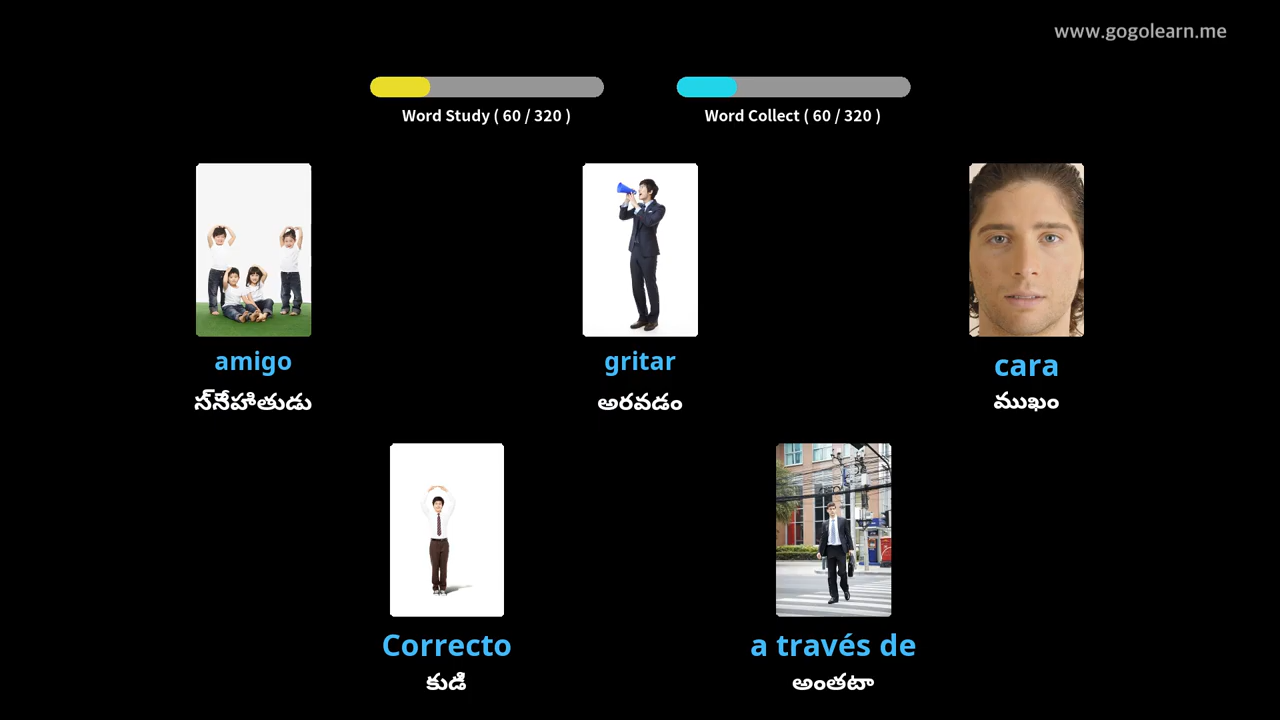 www.gogolearn.me
Word Study ( 60 / 320 )
Word Collect ( 60 / 320 )
amigo
gritar
cara
స్‌నేహితుడు
అరవడం
ముఖం
Correcto
a través de
కుడి
అంతటా